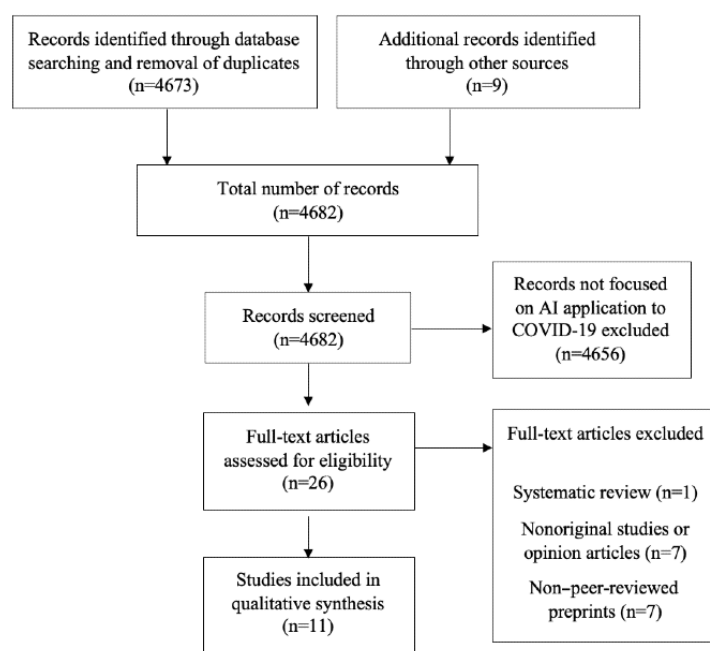 Records identified through database
searching and removal of duplicates
(n=4673)
Additional records identified
through other sources
(n=9)
Total number of records
(n=4682)
Records screened
(n=4682)
Records not focused
on AI application to
COVID-19 excluded
(n=4656)
Full-text articles
assessed for eligibility
(n=26)
Full-text articles excluded
Systematic review (n=1)
Nonoriginal studies or
opinion articles (n=7)
Non–peer-reviewed
preprints (n=7)
Studies included in
qualitative synthesis
(n=11)